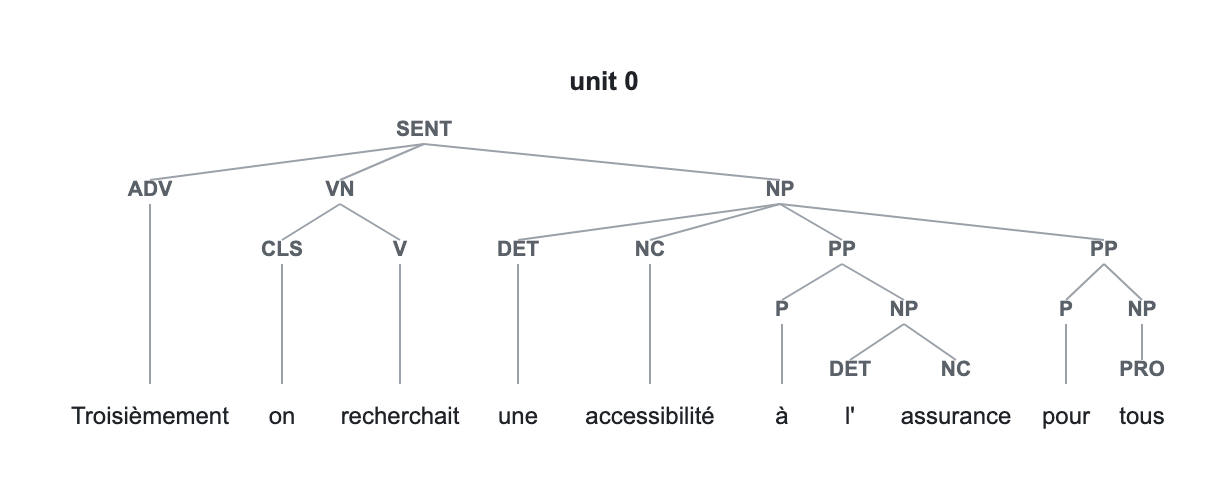 unit 0
SENT
ADV VN NP
CLS V DET NC PP PP
P NP P NP
DET NC PRO
Troisièmement on recherchait une accessibilité à l' assurance pour tous